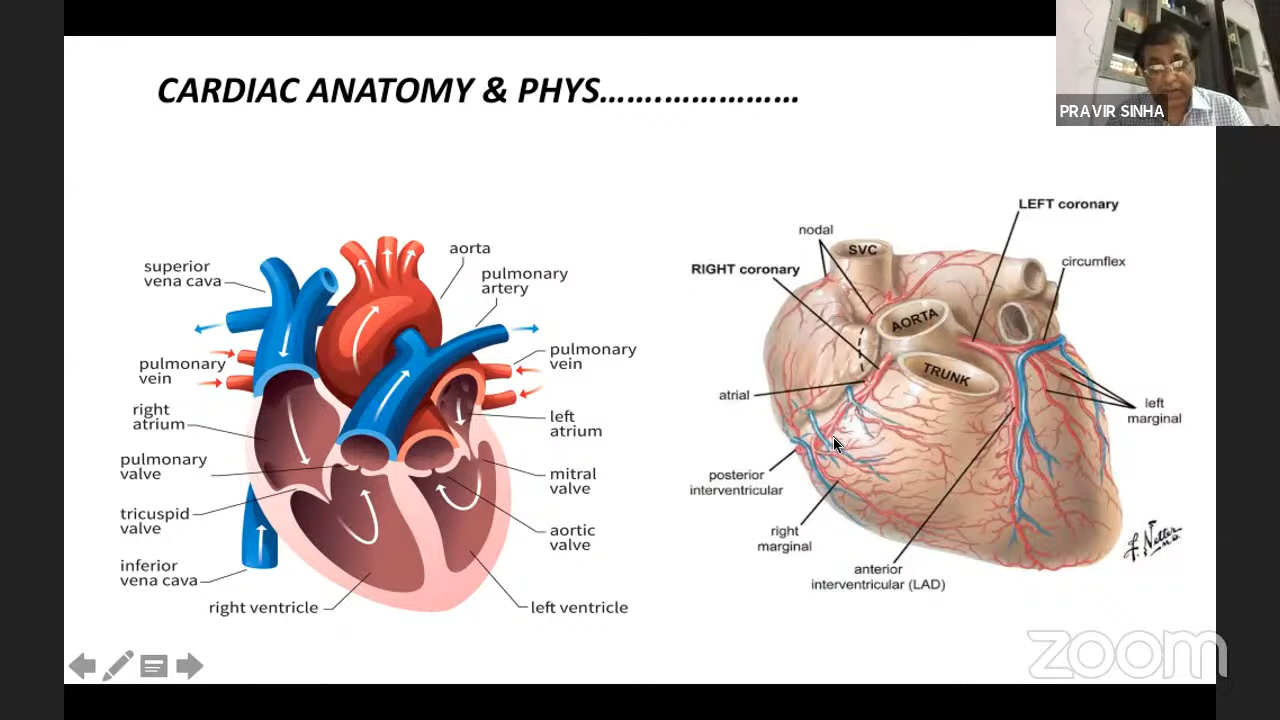 CARDIAC ANATOMY & PHYS…….……………
PRAVIR SINHA
superior
vena cava
aorta
pulmonary
artery
pulmonary
vein
pulmonary
vein
right
atrium
left
atrium
pulmonary
valve
mitral
valve
tricuspid
valve
aortic
valve
inferior
vena cava
right ventricle
left ventricle
LEFT coronary
nodal
SVC
RIGHT coronary
circumflex
AORTA
TRUNK
atrial
left
marginal
posterior
interventricular
right
marginal
anterior
interventricular (LAD)
F. Netter
M.D.
zoom